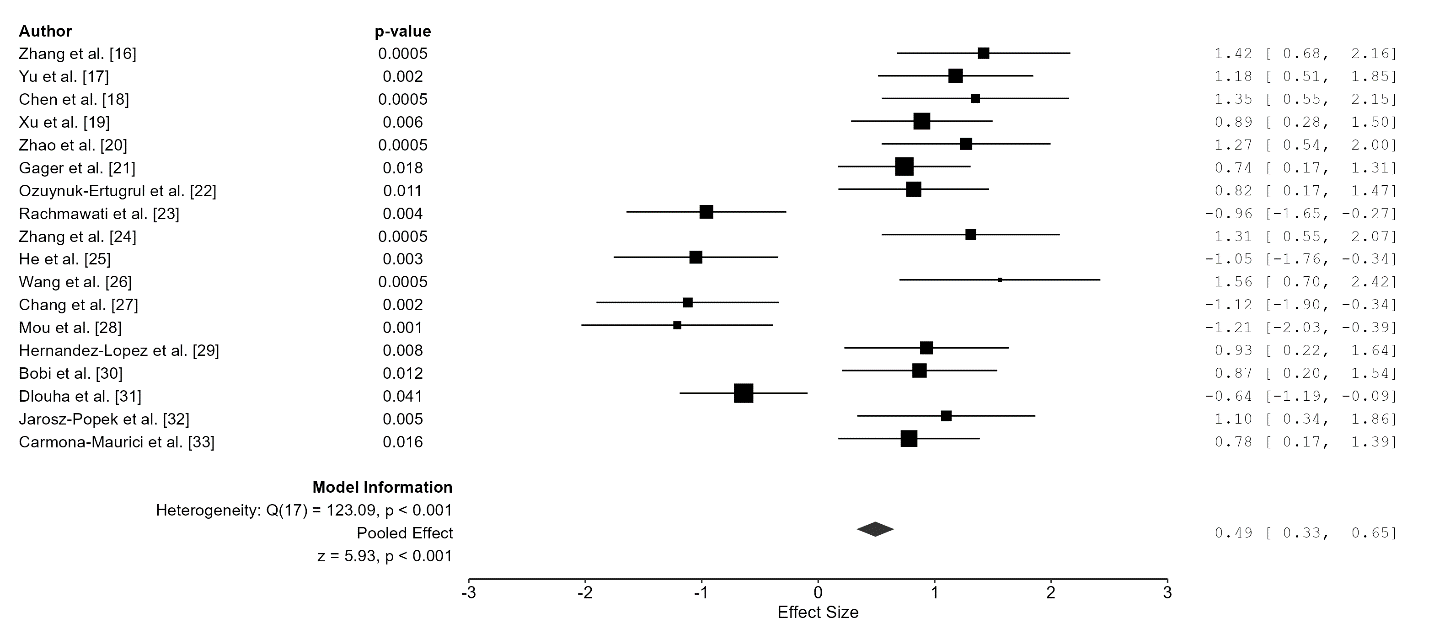 Author p-value
Zhang et al. [16] 0.0005 1.42 [ 0.68, 2.16]
Yu et al. [17] 0.002 1.18 [ 0.51, 1.85]
Chen et al. [18] 0.0005 1.35 [ 0.55, 2.15]
Xu et al. [19] 0.006 0.89 [ 0.28, 1.50]
Zhao et al. [20] 0.0005 1.27 [ 0.54, 2.00]
Gager et al. [21] 0.018 0.74 [ 0.17, 1.31]
Ozuynuk-Ertugrul et al. [22] 0.011 0.82 [ 0.17, 1.47]
Rachmawati et al. [23] 0.004 -0.96 [-1.65, -0.27]
Zhang et al. [24] 0.0005 1.31 [ 0.55, 2.07]
He et al. [25] 0.003 -1.05 [-1.76, -0.34]
Wang et al. [26] 0.0005 1.56 [ 0.70, 2.42]
Chang et al. [27] 0.002 -1.12 [-1.90, -0.34]
Mou et al. [28] 0.001 -1.21 [-2.03, -0.39]
Hernandez-Lopez et al. [29] 0.008 0.93 [ 0.22, 1.64]
Bobi et al. [30] 0.012 0.87 [ 0.20, 1.54]
Dlouha et al. [31] 0.041 -0.64 [-1.19, -0.09]
Jarosz-Popek et al. [32] 0.005 1.10 [ 0.34, 1.86]
Carmona-Maurici et al. [33] 0.016 0.78 [ 0.17, 1.39]
Model Information
Heterogeneity: Q(17) = 123.09, p < 0.001
Pooled Effect 0.49 [ 0.33, 0.65]
z = 5.93, p < 0.001
-3 -2 -1 0 1 2 3
Effect Size